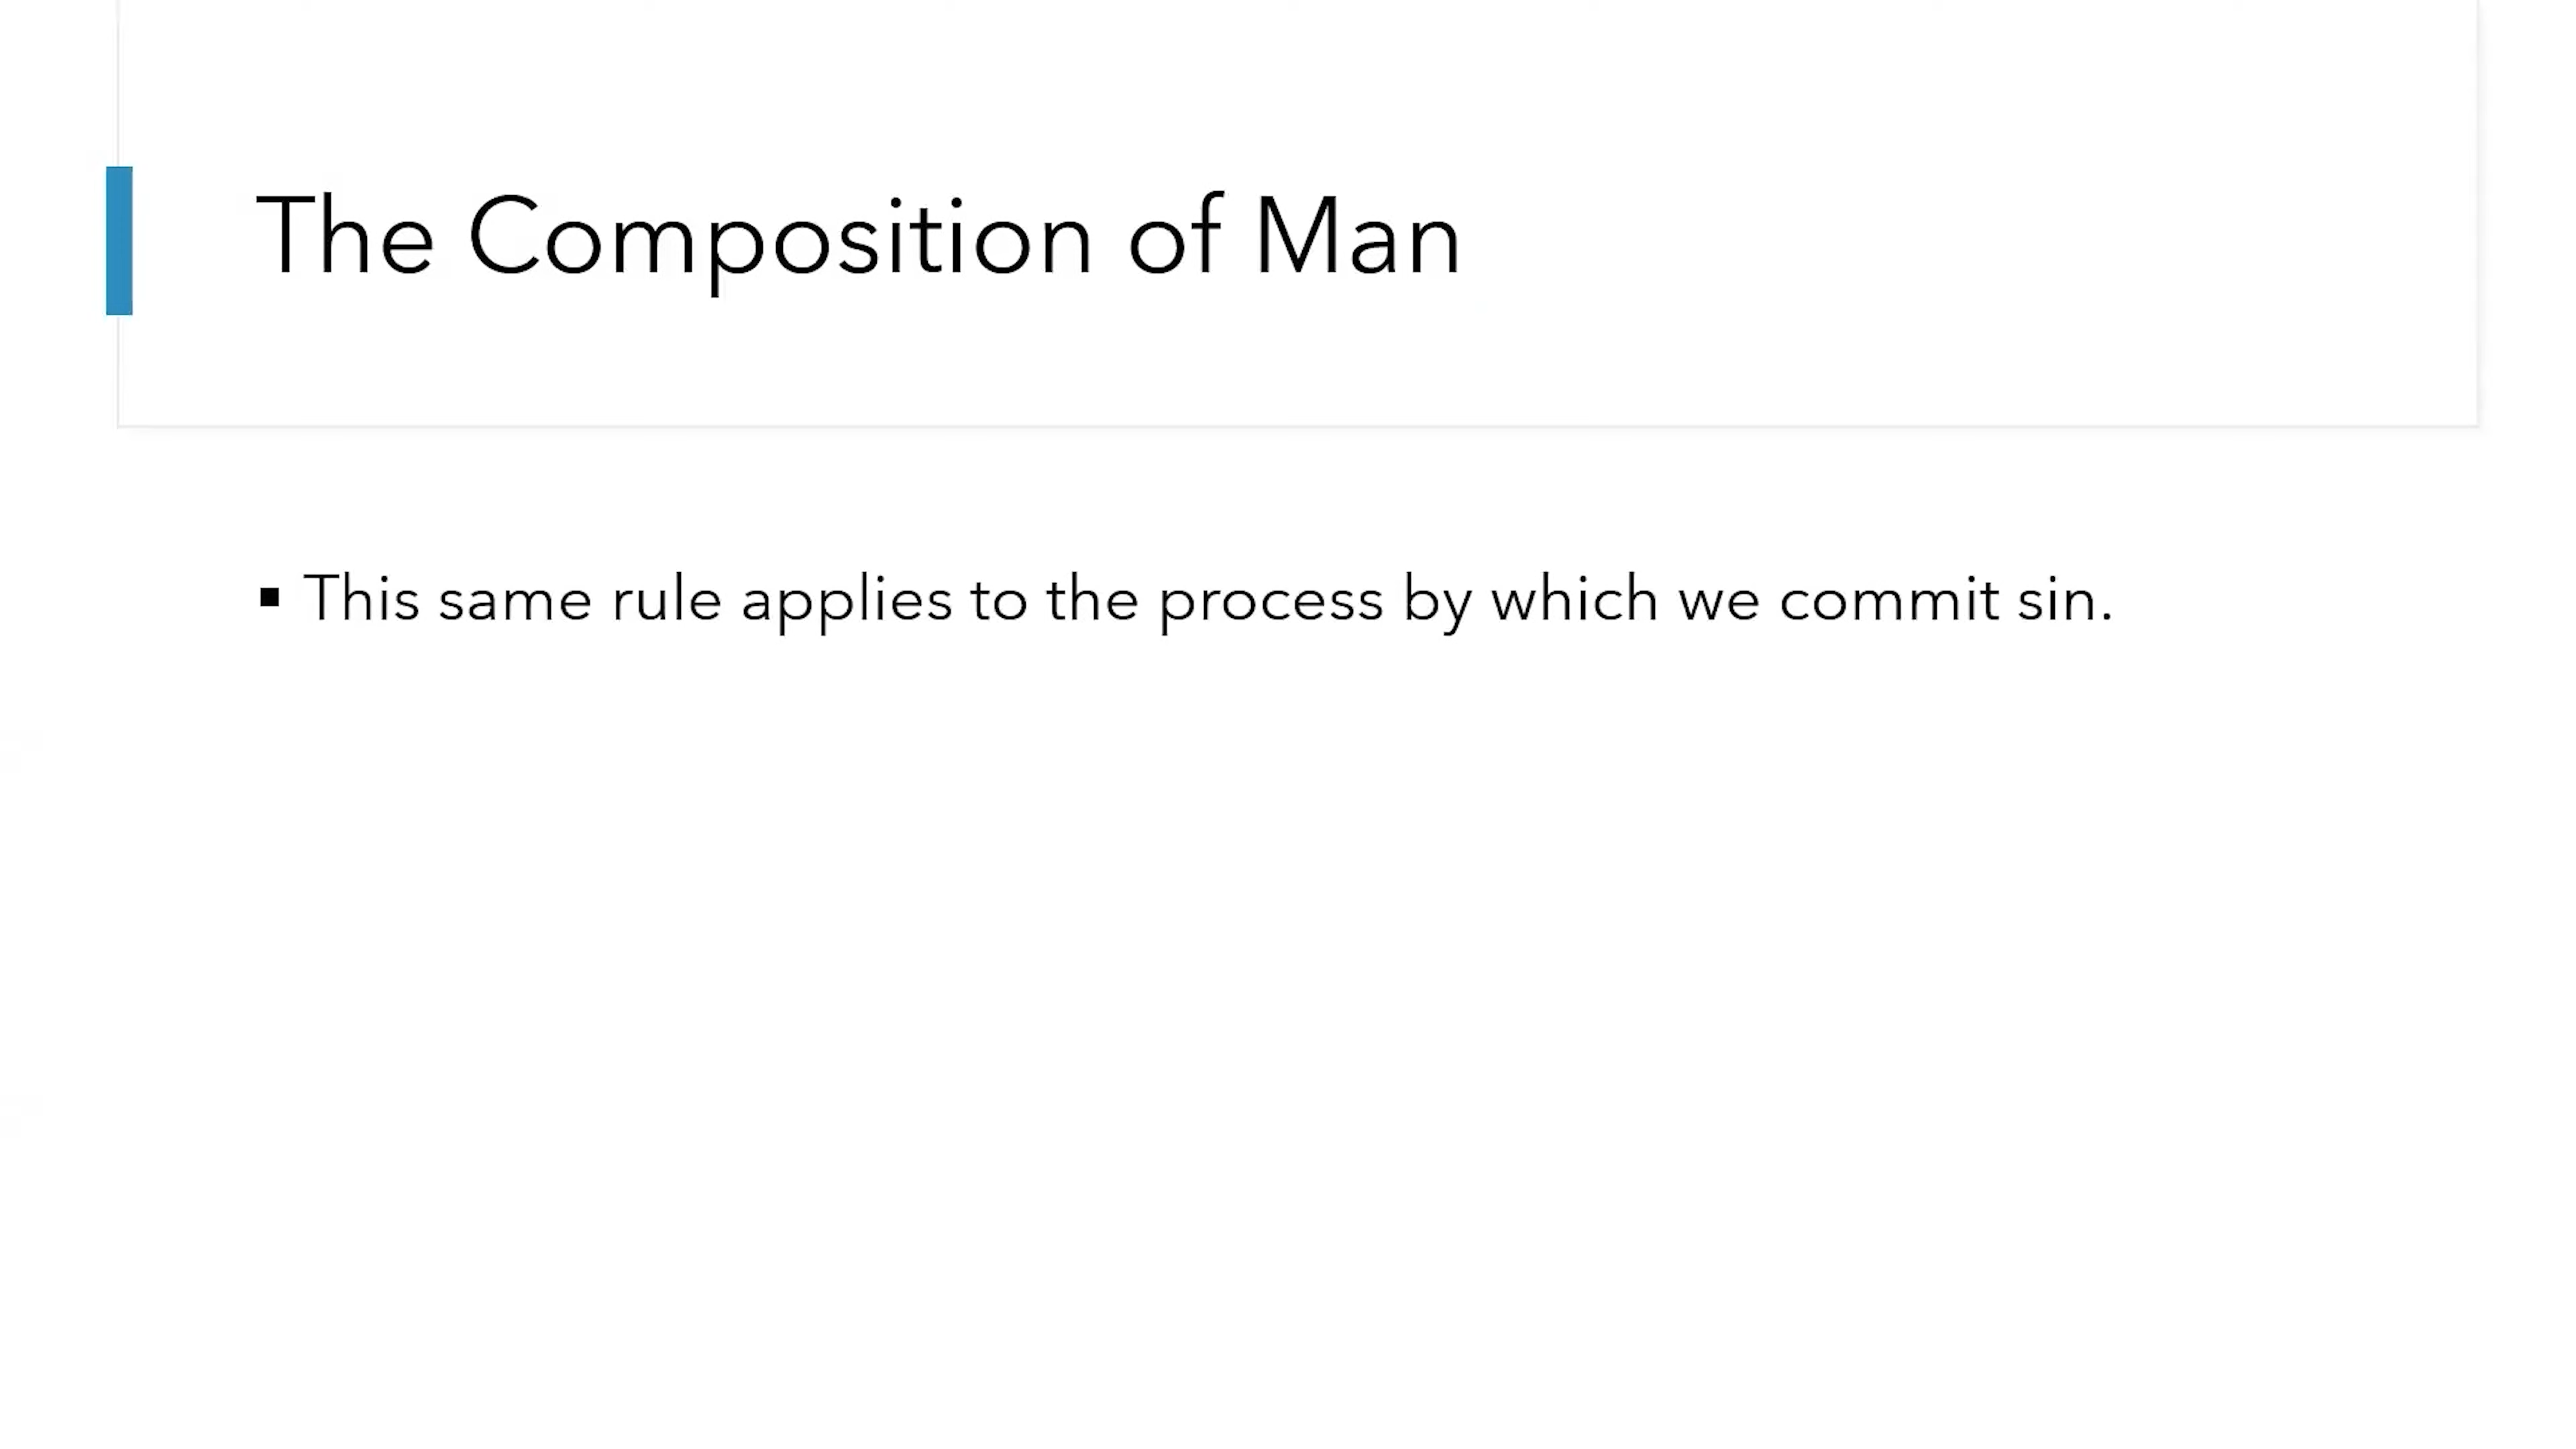 The Composition of Man
▪ This same rule applies to the process by which we commit sin.